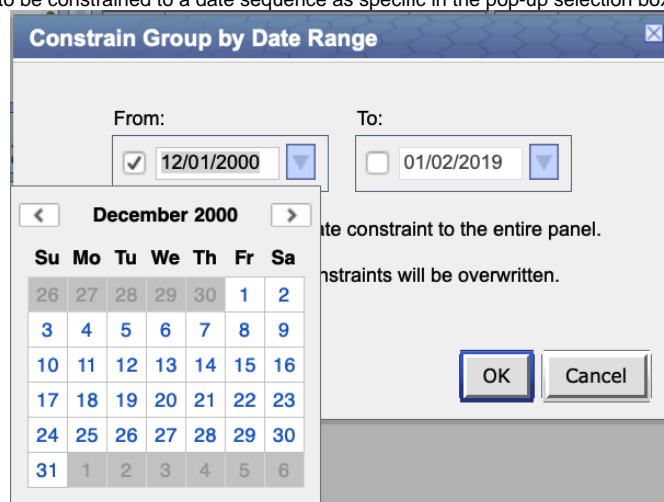 to be constrained to a date sequence as specific in the pop-up selection box
Constrain Group by Date Range
From: To:
12/01/2000 01/02/2019
December 2000
ate constraint to the entire panel.
Su Mo Tu We Th Fr Sa
nstraints will be overwritten.
26 27 28 29 30 1 2
3 4 5 6 7 8 9
10 11 12 13 14 15 16
OK Cancel
17 18 19 20 21 22 23
24 25 26 27 28 29 30
31 1 2 3 4 5 6